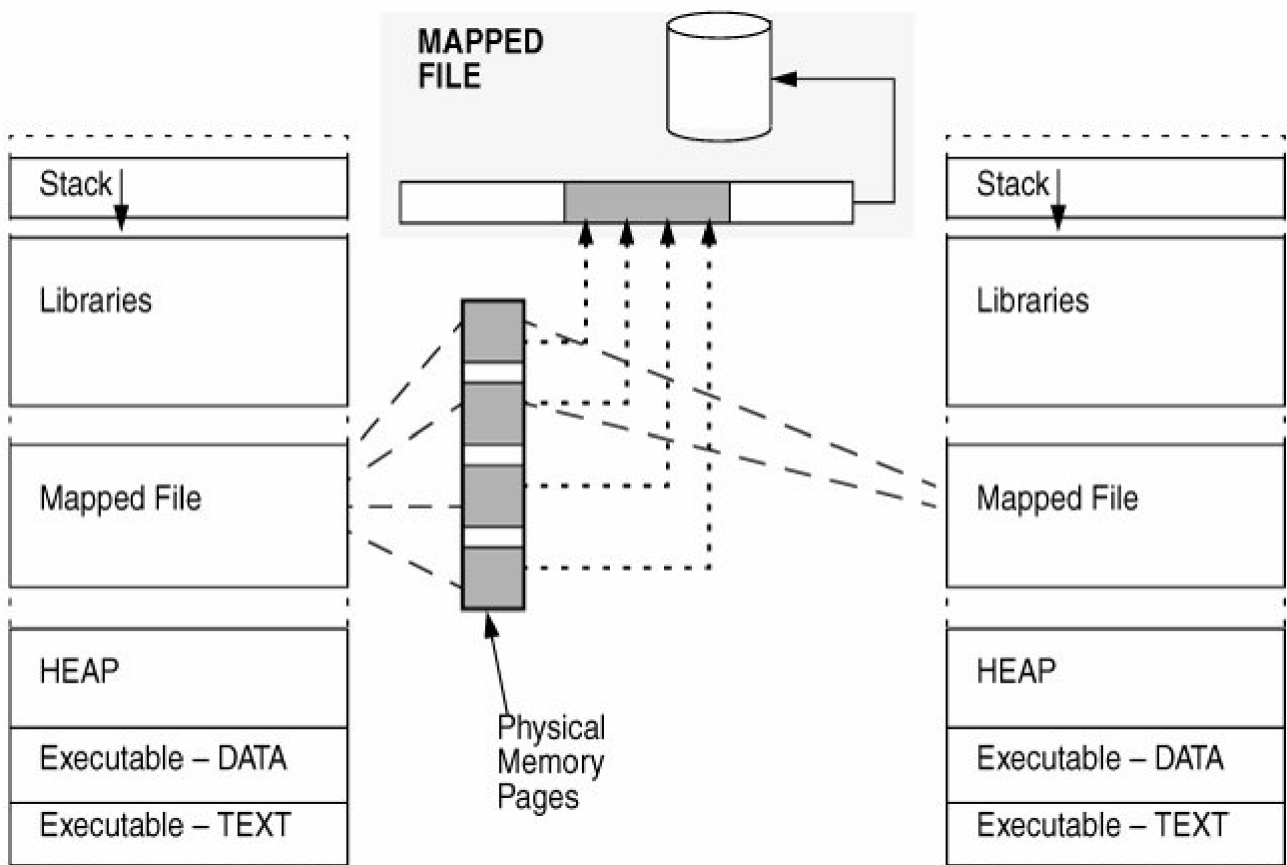 MAPPED
FILE
Stack
Libraries
Mapped File
HEAP
Executable – DATA
Executable – TEXT
Physical
Memory
Pages
Stack
Libraries
Mapped File
HEAP
Executable – DATA
Executable – TEXT